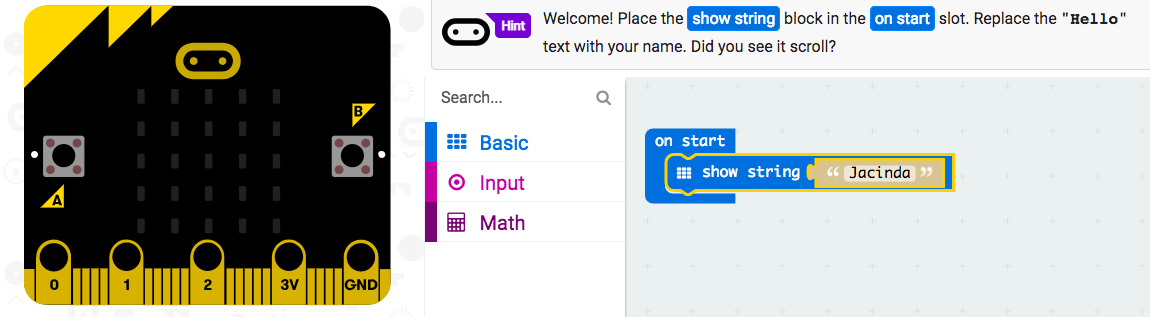 Hint
Welcome! Place the show string block in the on start slot. Replace the "Hello"
text with your name. Did you see it scroll?
B
A
0 1 2 3V GND
Search...
Basic
Input
Math
on start
show string “ Jacinda ”